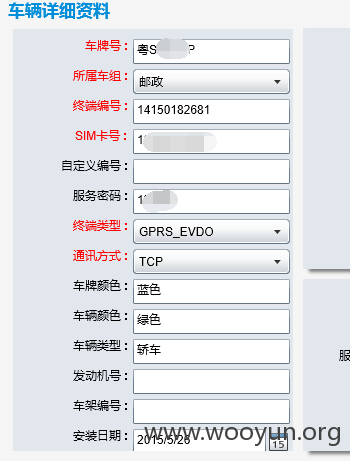 车辆详细资料
车牌号： 粤S P
所属车组： 邮政
终端编号： 14150182681
SIM卡号： 1
自定义编号：
服务密码： 1
终端类型： GPRS_EVDO
通讯方式： TCP
车牌颜色： 蓝色
车辆颜色： 绿色
车辆类型： 轿车
发动机号：
车架编号：
安装日期： 2015/5/26
15
www.wooyun.org
服